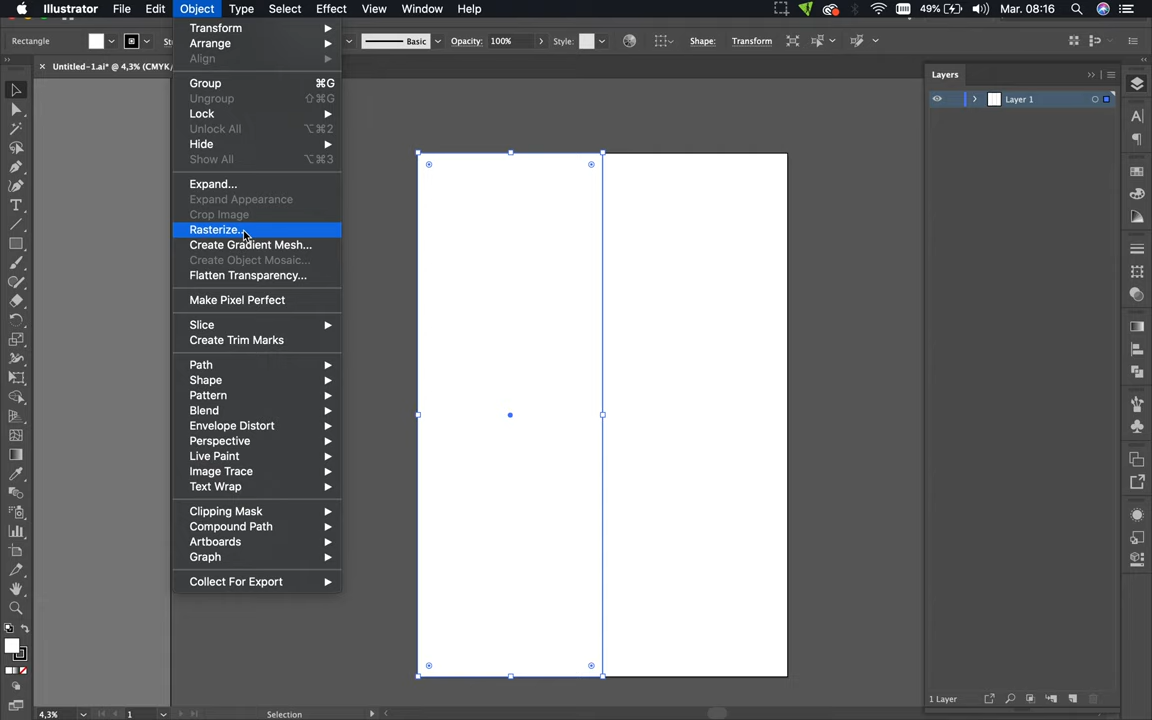 Illustrator File Edit Object Type Select Effect View Window Help 49% Mar. 08:16
Rectangle Basic Opacity: 100% Style: Shape: Transform
Untitled-1.ai* @ 4,3% (CMYK/
Transform
Arrange
Align
Group ⌘G
Ungroup ⇧⌘G
Lock
Unlock All ⌥⌘2
Hide
Show All ⌥⌘3
Expand...
Expand Appearance
Crop Image
Rasterize...
Create Gradient Mesh...
Create Object Mosaic...
Flatten Transparency...
Make Pixel Perfect
Slice
Create Trim Marks
Path
Shape
Pattern
Blend
Envelope Distort
Perspective
Live Paint
Image Trace
Text Wrap
Clipping Mask
Compound Path
Artboards
Graph
Collect For Export
Layers
Layer 1
1 Layer
4,3% 1 Selection